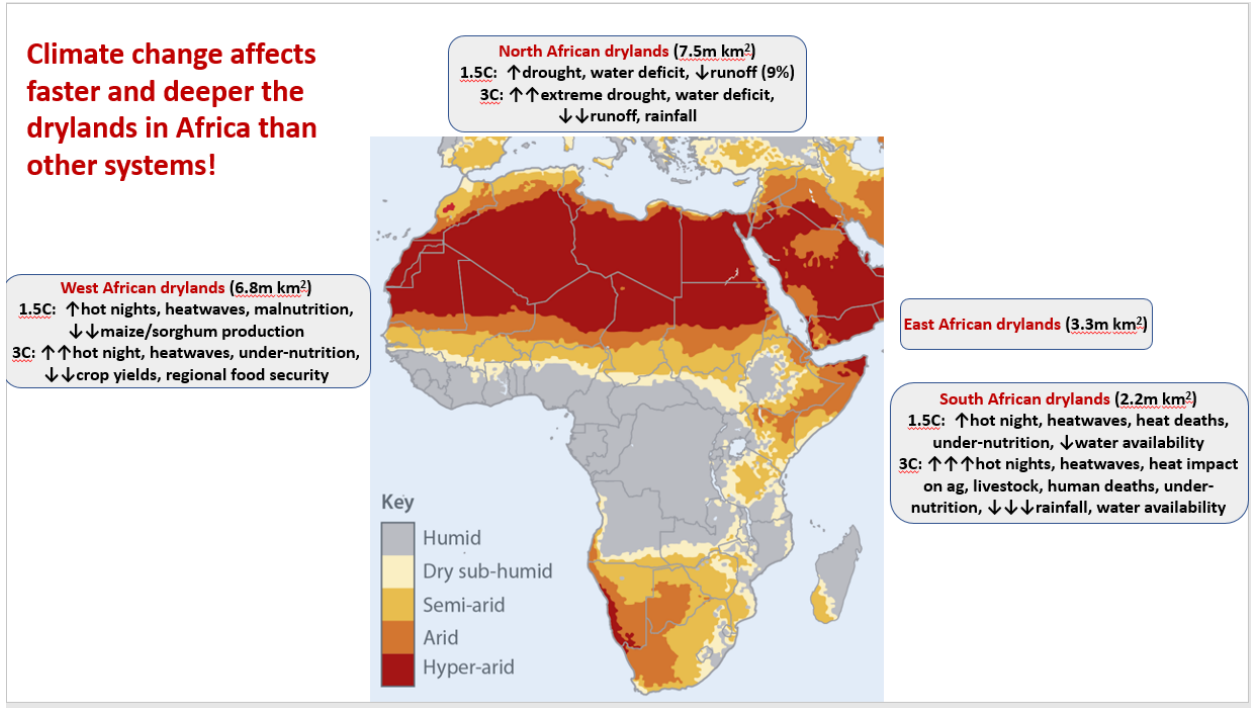 Climate change affects
faster and deeper the
drylands in Africa than
other systems!
North African drylands (7.5m km²)
1.5C: ↑drought, water deficit, ↓runoff (9%)
3C: ↑↑extreme drought, water deficit,
↓↓runoff, rainfall
West African drylands (6.8m km²)
1.5C: ↑hot nights, heatwaves, malnutrition,
↓↓maize/sorghum production
3C: ↑↑hot night, heatwaves, under-nutrition,
↓↓crop yields, regional food security
East African drylands (3.3m km²)
South African drylands (2.2m km²)
1.5C: ↑hot night, heatwaves, heat deaths,
under-nutrition, ↓water availability
3C: ↑↑↑hot nights, heatwaves, heat impact
on ag, livestock, human deaths, under-
nutrition, ↓↓↓rainfall, water availability
Key
Humid
Dry sub-humid
Semi-arid
Arid
Hyper-arid